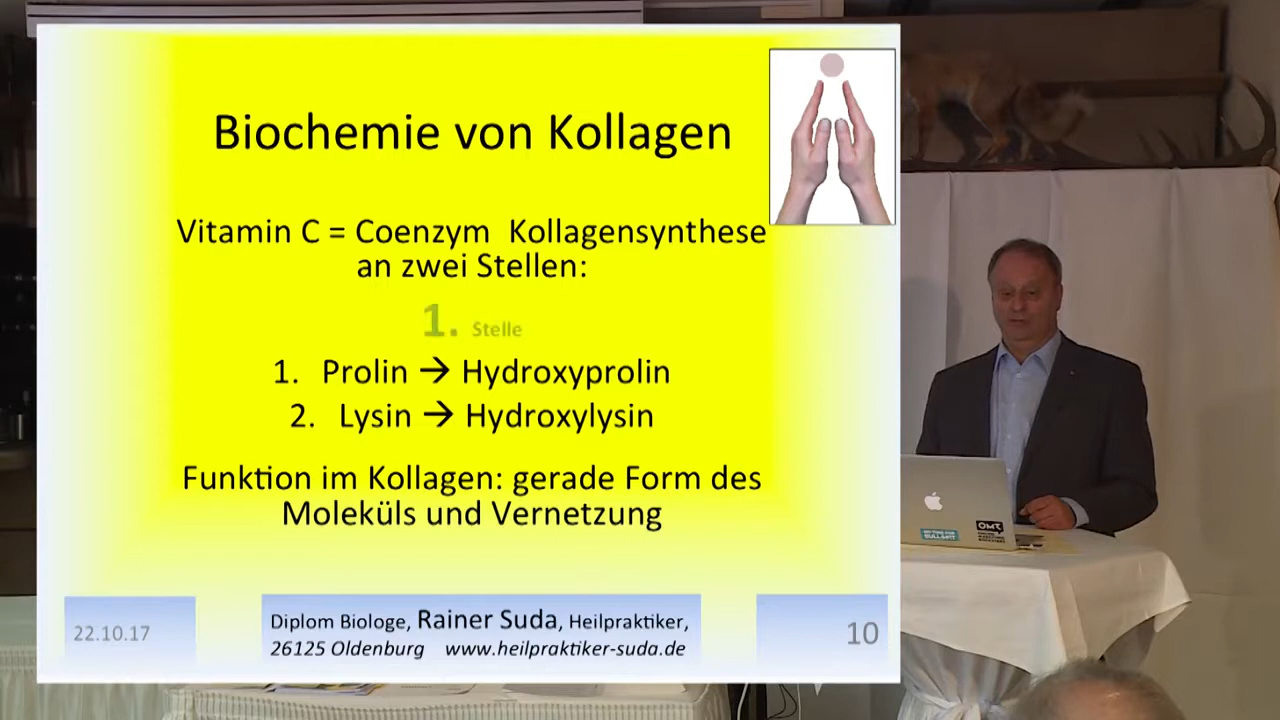 Biochemie von Kollagen
Vitamin C = Coenzym Kollagensynthese
an zwei Stellen:
1. Stelle
1. Prolin → Hydroxyprolin
2. Lysin → Hydroxylysin
Funktion im Kollagen: gerade Form des
Moleküls und Vernetzung
22.10.17
Diplom Biologe, Rainer Suda, Heilpraktiker,
26125 Oldenburg www.heilpraktiker-suda.de
10
BULLSHIT
OMR